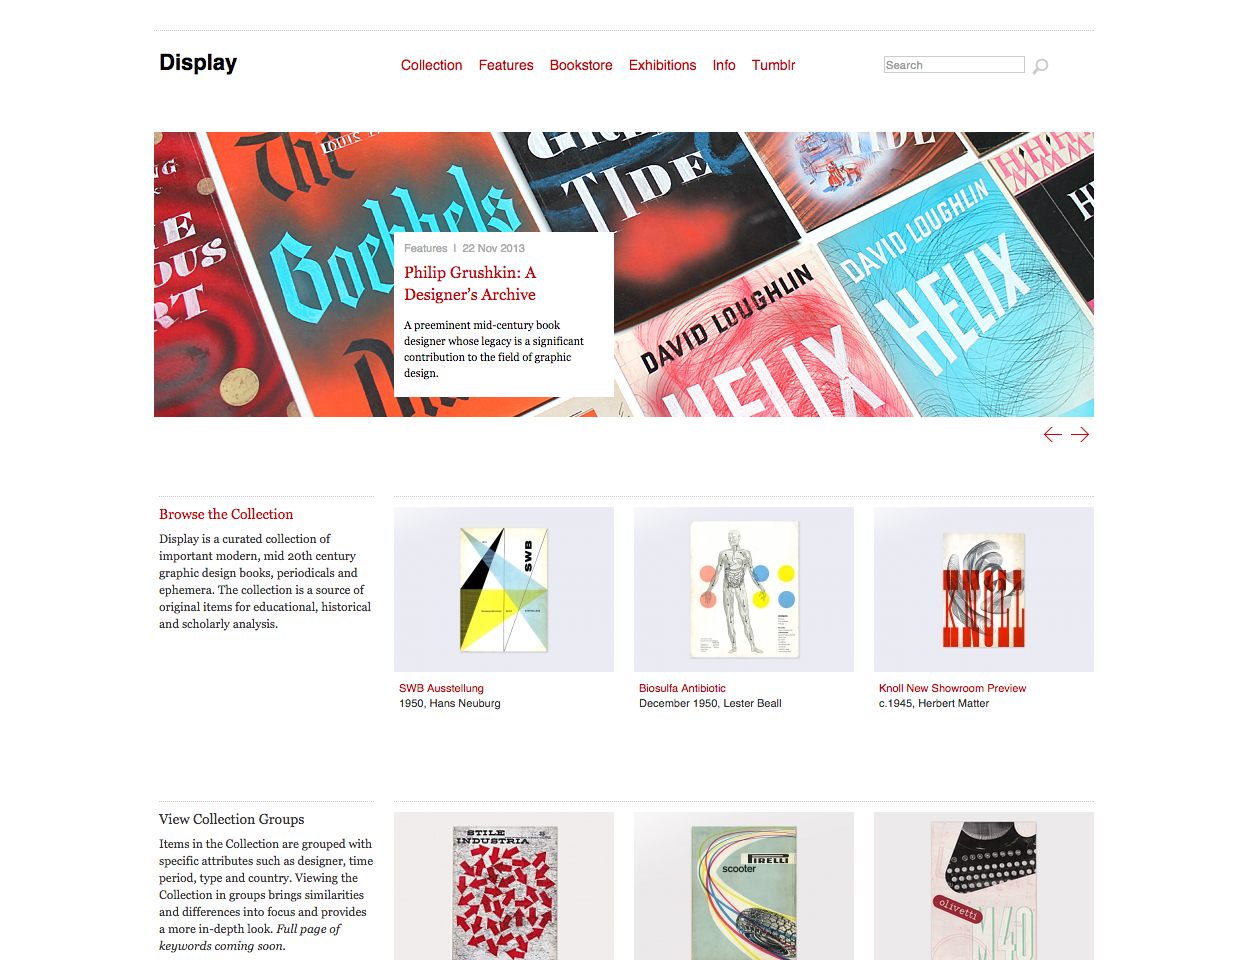 Display
Collection Features Bookstore Exhibitions Info Tumblr
Search
The
Goebbels
TIDE
TIDE
DAVID LOUGHLIN
HELIX
DAVID LOUGHLIN
HELIX
Features | 22 Nov 2013
Philip Grushkin: A
Designer's Archive
A preeminent mid-century book
designer whose legacy is a significant
contribution to the field of graphic
design.
Browse the Collection
Display is a curated collection of
important modern, mid 20th century
graphic design books, periodicals and
ephemera. The collection is a source of
original items for educational, historical
and scholarly analysis.
SWB
KNOLL
SWB Ausstellung
1950, Hans Neuburg
Biosulfa Antibiotic
December 1950, Lester Beall
Knoll New Showroom Preview
c.1945, Herbert Matter
View Collection Groups
Items in the Collection are grouped with
specific attributes such as designer, time
period, type and country. Viewing the
Collection in groups brings similarities
and differences into focus and provides
a more in-depth look. Full page of
keywords coming soon.
STILE
INDUSTRIA
PIRELLI
scooter
olivetti
M40